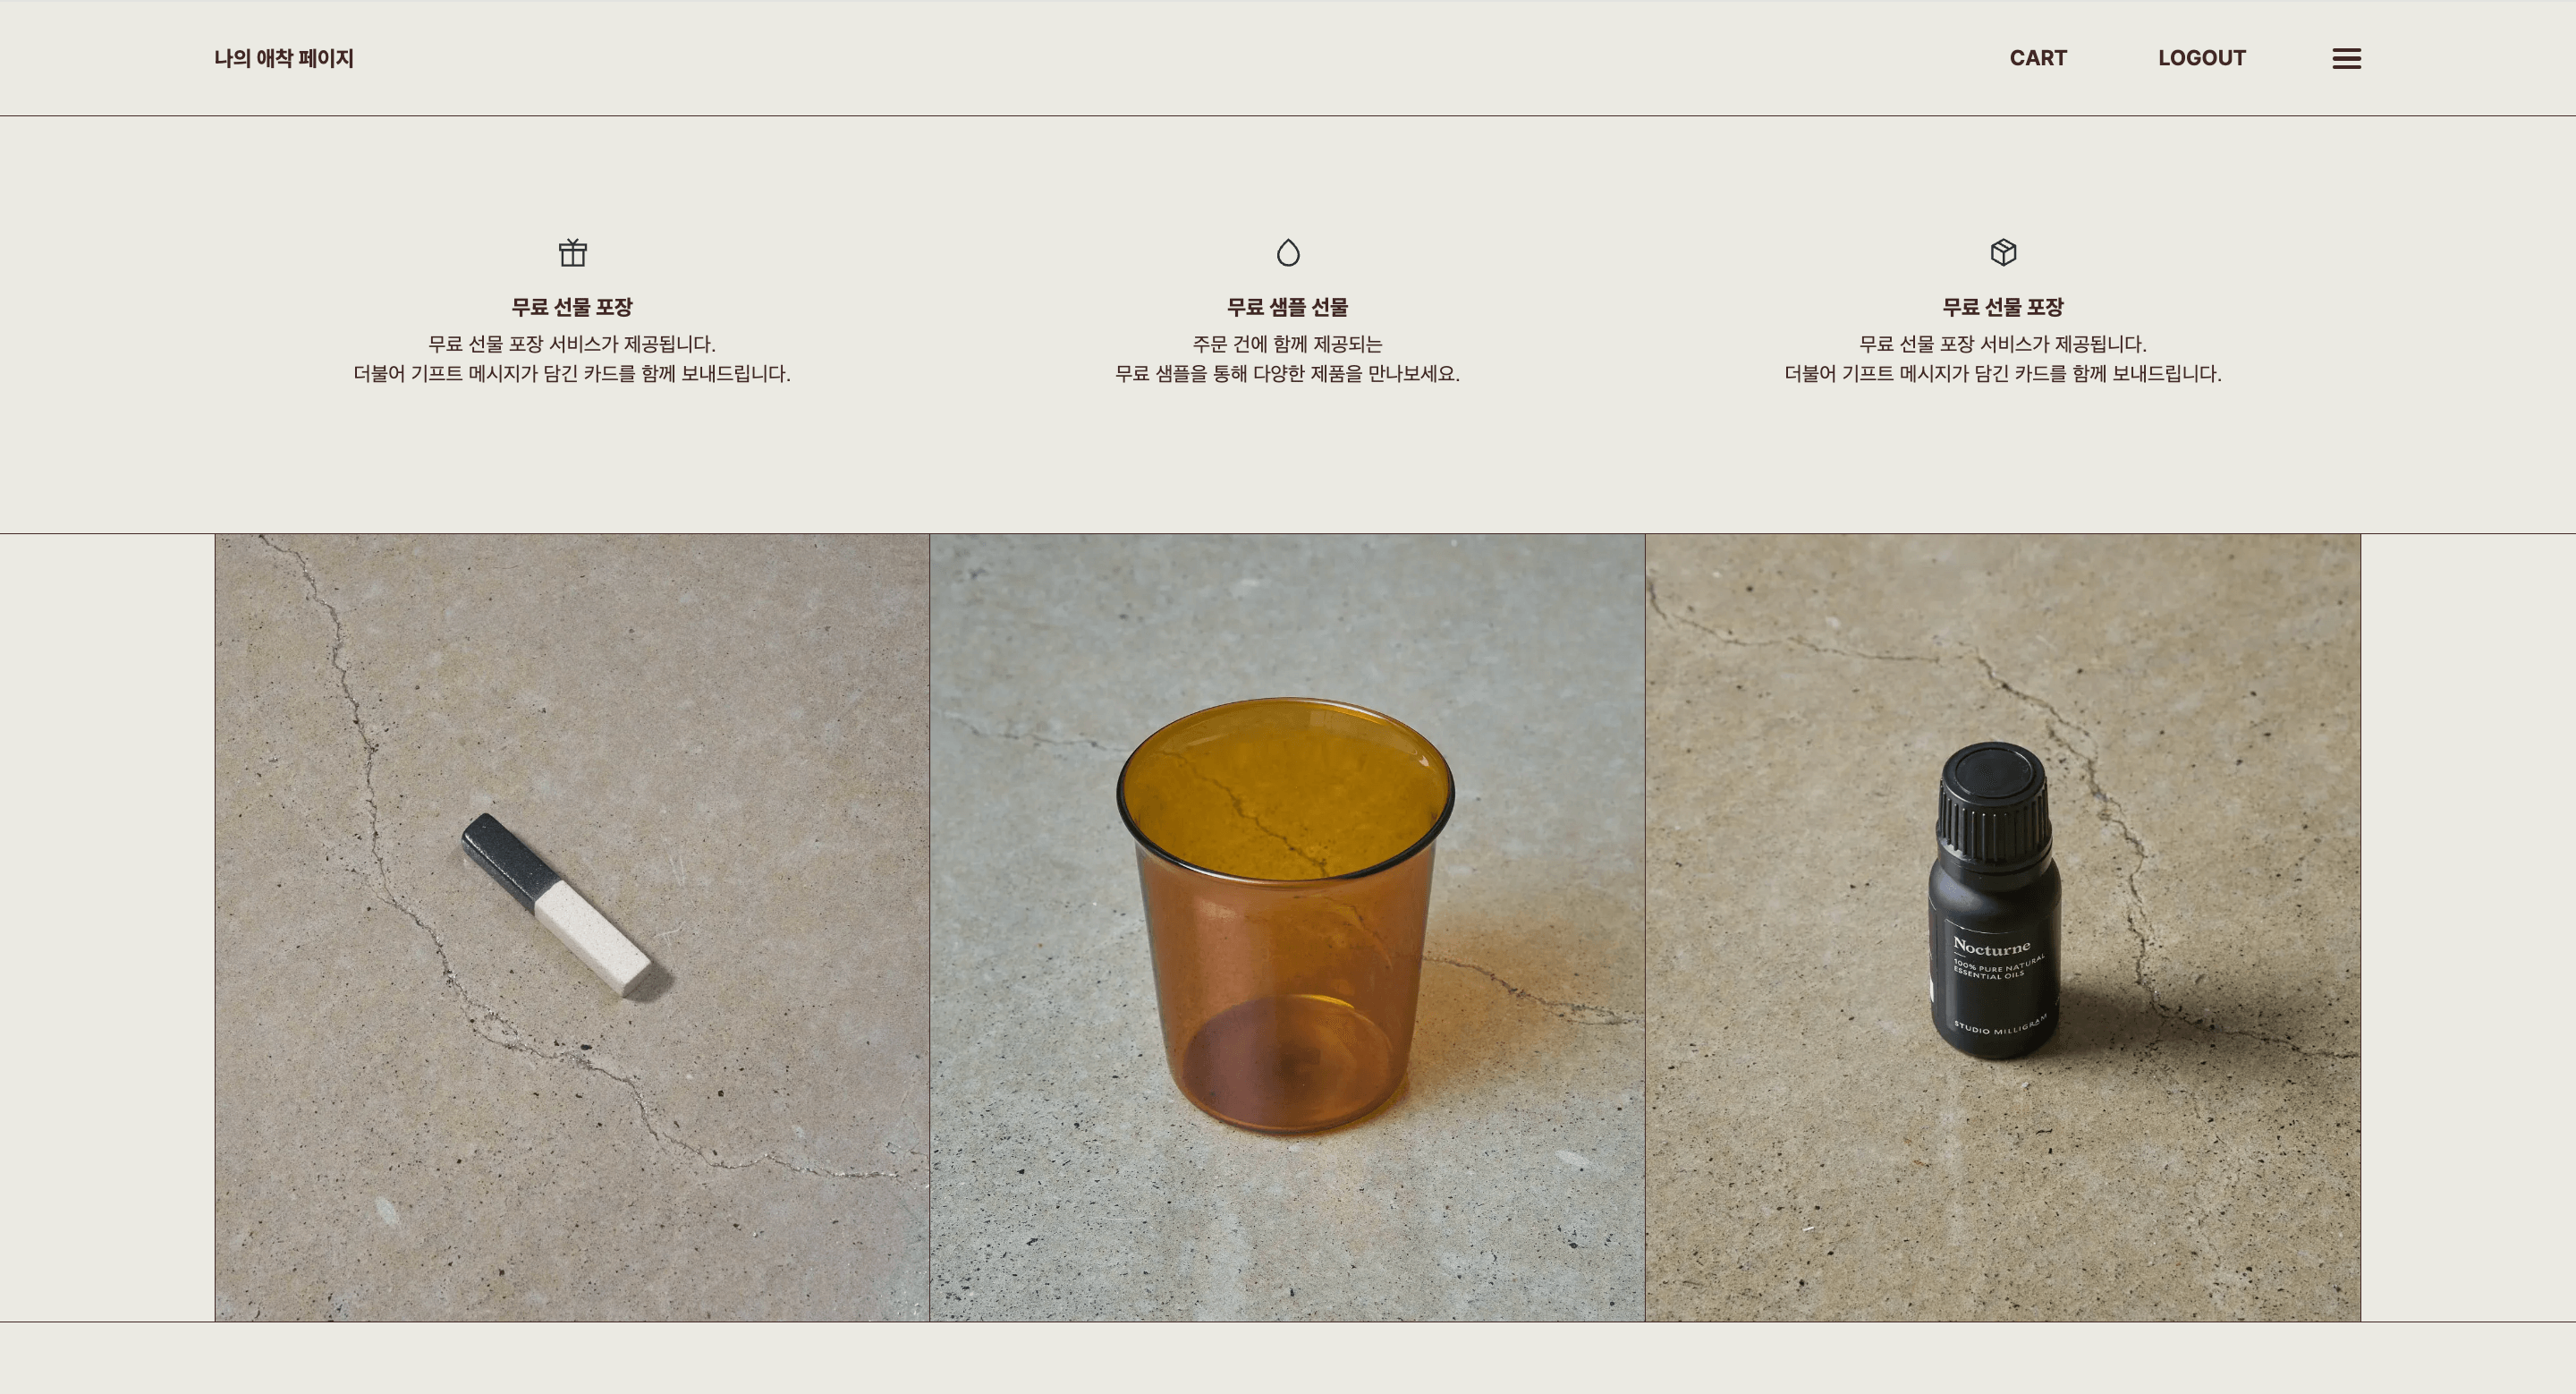 나의 애착 페이지
CART
LOGOUT
무료 선물 포장
무료 선물 포장 서비스가 제공됩니다.
더불어 기프트 메시지가 담긴 카드를 함께 보내드립니다.
무료 샘플 선물
주문 건에 함께 제공되는
무료 샘플을 통해 다양한 제품을 만나보세요.
무료 선물 포장
무료 선물 포장 서비스가 제공됩니다.
더불어 기프트 메시지가 담긴 카드를 함께 보내드립니다.
Nocturne
100% PURE NATURAL
ESSENTIAL OILS
STUDIO MILLIGRAM